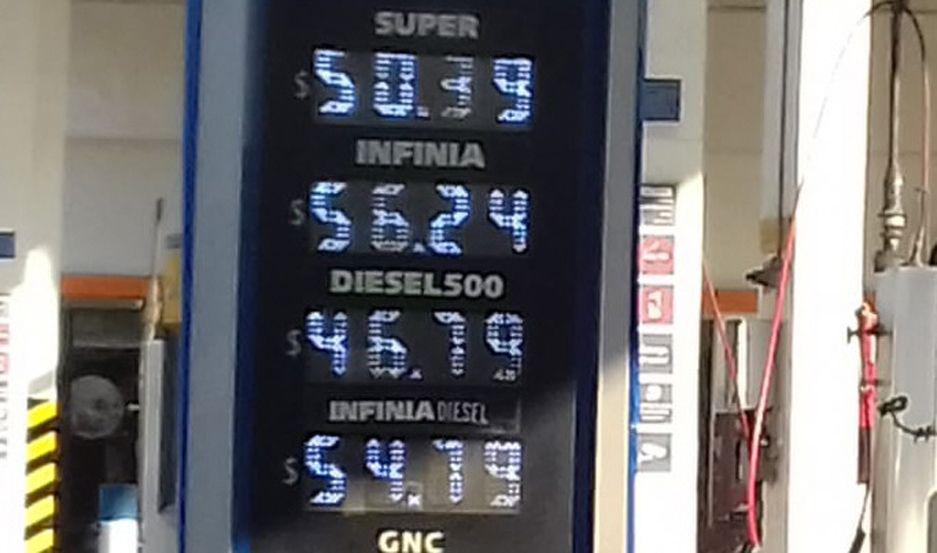 SUPER
$ 50.39
INFINIA
$ 56.24
DIESEL500
$ 46.79
INFINIA DIESEL
$ 54.79
GNC